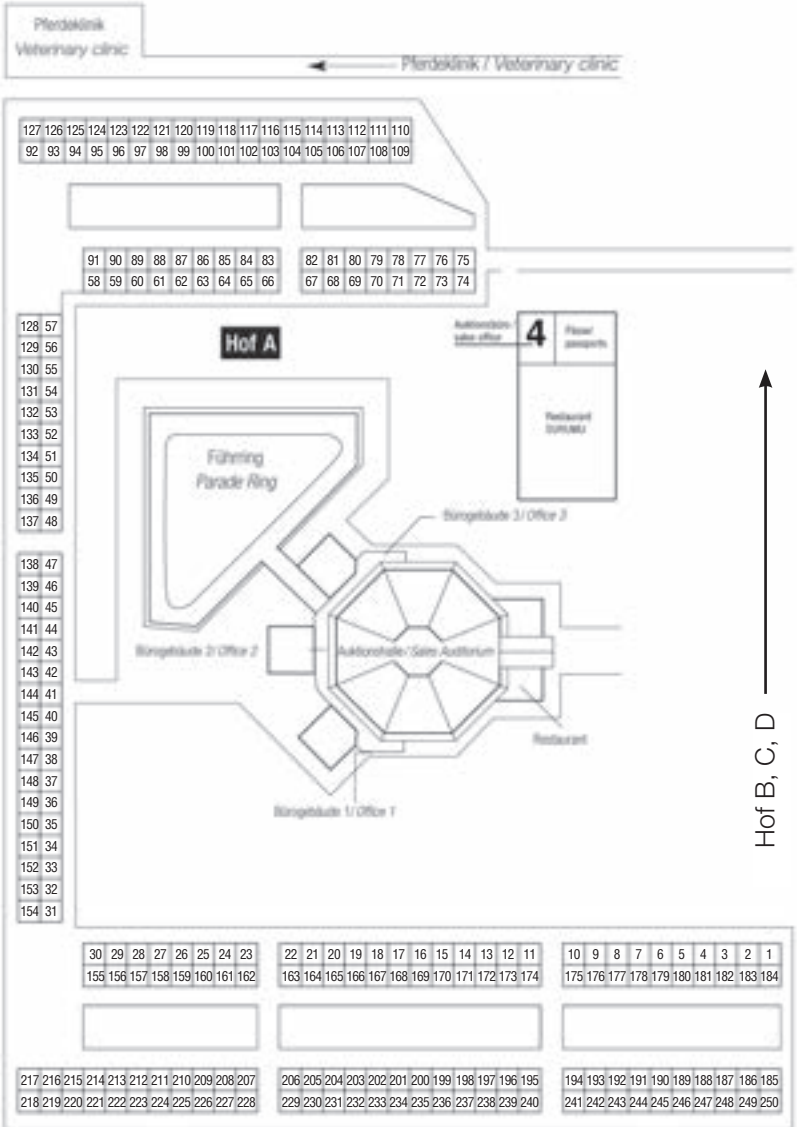 Pferdeklinik
Veterinary clinic
Pferdeklinik / Veterinary clinic
127 126 125 124 123 122 121 120 119 118 117 116 115 114 113 112 111 110
92 93 94 95 96 97 98 99 100 101 102 103 104 105 106 107 108 109
91 90 89 88 87 86 85 84 83 82 81 80 79 78 77 76 75
58 59 60 61 62 63 64 65 66 67 68 69 70 71 72 73 74
128 57
129 56
130 55
131 54
132 53
133 52
134 51
135 50
136 49
137 48
138 47
139 46
140 45
141 44
142 43
143 42
144 41
145 40
146 39
147 38
148 37
149 36
150 35
151 34
152 33
153 32
154 31
Hof A
Auktionsbüro /
sales office
4
Pässe/
passports
Restaurant
Führring
Parade Ring
Bürogebäude 3/ Office 3
Bürogebäude 2/ Office 2
Auktionshalle/ Sales Auditorium
Restaurant
Bürogebäude 1/ Office 1
Hof B, C, D
30 29 28 27 26 25 24 23 22 21 20 19 18 17 16 15 14 13 12 11 10 9 8 7 6 5 4 3 2 1
155 156 157 158 159 160 161 162 163 164 165 166 167 168 169 170 171 172 173 174 175 176 177 178 179 180 181 182 183 184
217 216 215 214 213 212 211 210 209 208 207 206 205 204 203 202 201 200 199 198 197 196 195 194 193 192 191 190 189 188 187 186 185
218 219 220 221 222 223 224 225 226 227 228 229 230 231 232 233 234 235 236 237 238 239 240 241 242 243 244 245 246 247 248 249 250